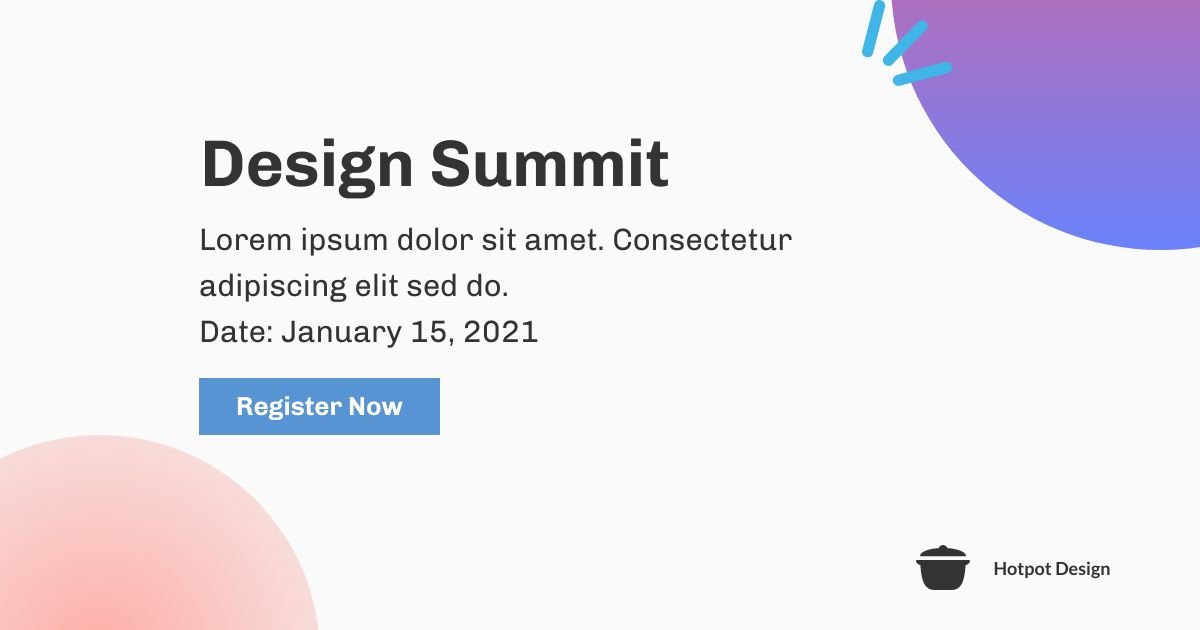 Design Summit
Lorem ipsum dolor sit amet. Consectetur
adipiscing elit sed do.
Date: January 15, 2021
Register Now
Hotpot Design